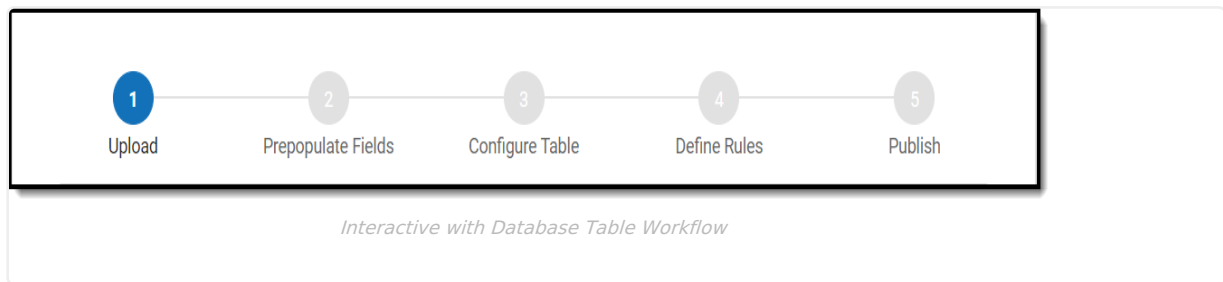 1 2 3 4 5
Upload Prepopulate Fields Configure Table Define Rules Publish
Interactive with Database Table Workflow